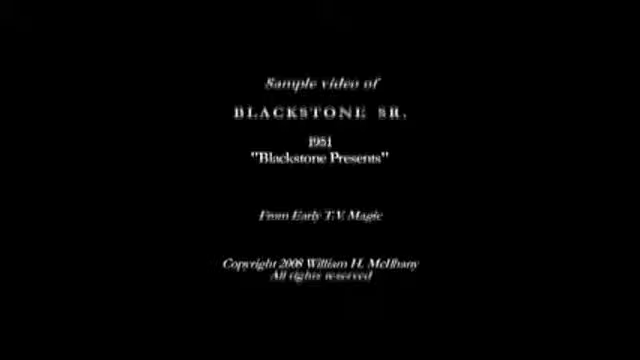 Sample video of
BLACKSTONE SR.
1951
"Blackstone Presents"
From Early T.V. Magic
Copyright 2008 William H. McIlhany
All rights reserved